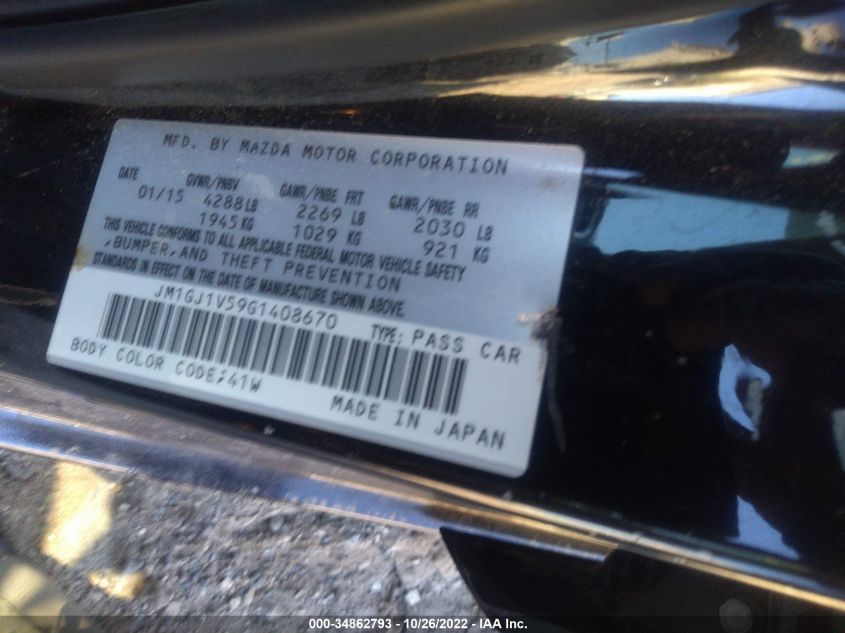 MFD. BY MAZDA MOTOR CORPORATION
DATE GVWR/PNBV GAWR/PNBE FRT GAWR/PNBE RR
01/15 4288LB 2269 LB 2030 LB
1945KG 1029 KG 921 KG
THIS VEHICLE CONFORMS TO ALL APPLICABLE FEDERAL MOTOR VEHICLE SAFETY
,BUMPER,AND THEFT PREVENTION
STANDARDS IN EFFECT ON THE DATE OF MANUFACTURE SHOWN ABOVE.
JM1GJ1V59G1408670 TYPE: PASS CAR
BODY COLOR CODE:41W
MADE IN JAPAN
000-34862793 - 10/26/2022 - IAA Inc.